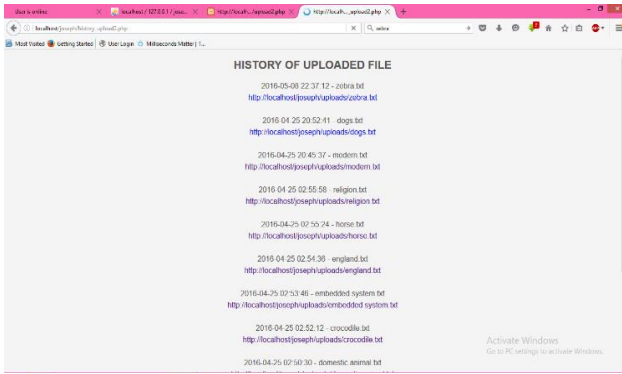 User is online
localhost / 127.0.0.1 / jose...
http://localh.../upload2.php
http://localh..._upload2.php
localhost/joseph/history_upload2.php
zebra
Most Visited Getting Started User Login Milliseconds Matter | 1...
HISTORY OF UPLOADED FILE
2016-05-08 22:37:12 - zebra.txt
http://localhost/joseph/uploads/zebra.txt
2016-04-25 20:52:41 - dogs.txt
http://localhost/joseph/uploads/dogs.txt
2016-04-25 20:45:37 - modern.txt
http://localhost/joseph/uploads/modern.txt
2016-04-25 02:55:58 - religion.txt
http://localhost/joseph/uploads/religion.txt
2016-04-25 02:55:24 - horse.txt
http://localhost/joseph/uploads/horse.txt
2016-04-25 02:54:36 - england.txt
http://localhost/joseph/uploads/england.txt
2016-04-25 02:53:46 - embedded system.txt
http://localhost/joseph/uploads/embedded system.txt
2016-04-25 02:52:12 - crocodile.txt
http://localhost/joseph/uploads/crocodile.txt
2016-04-25 02:50:30 - domestic animal.txt
Activate Windows
Go to PC settings to activate Windows.